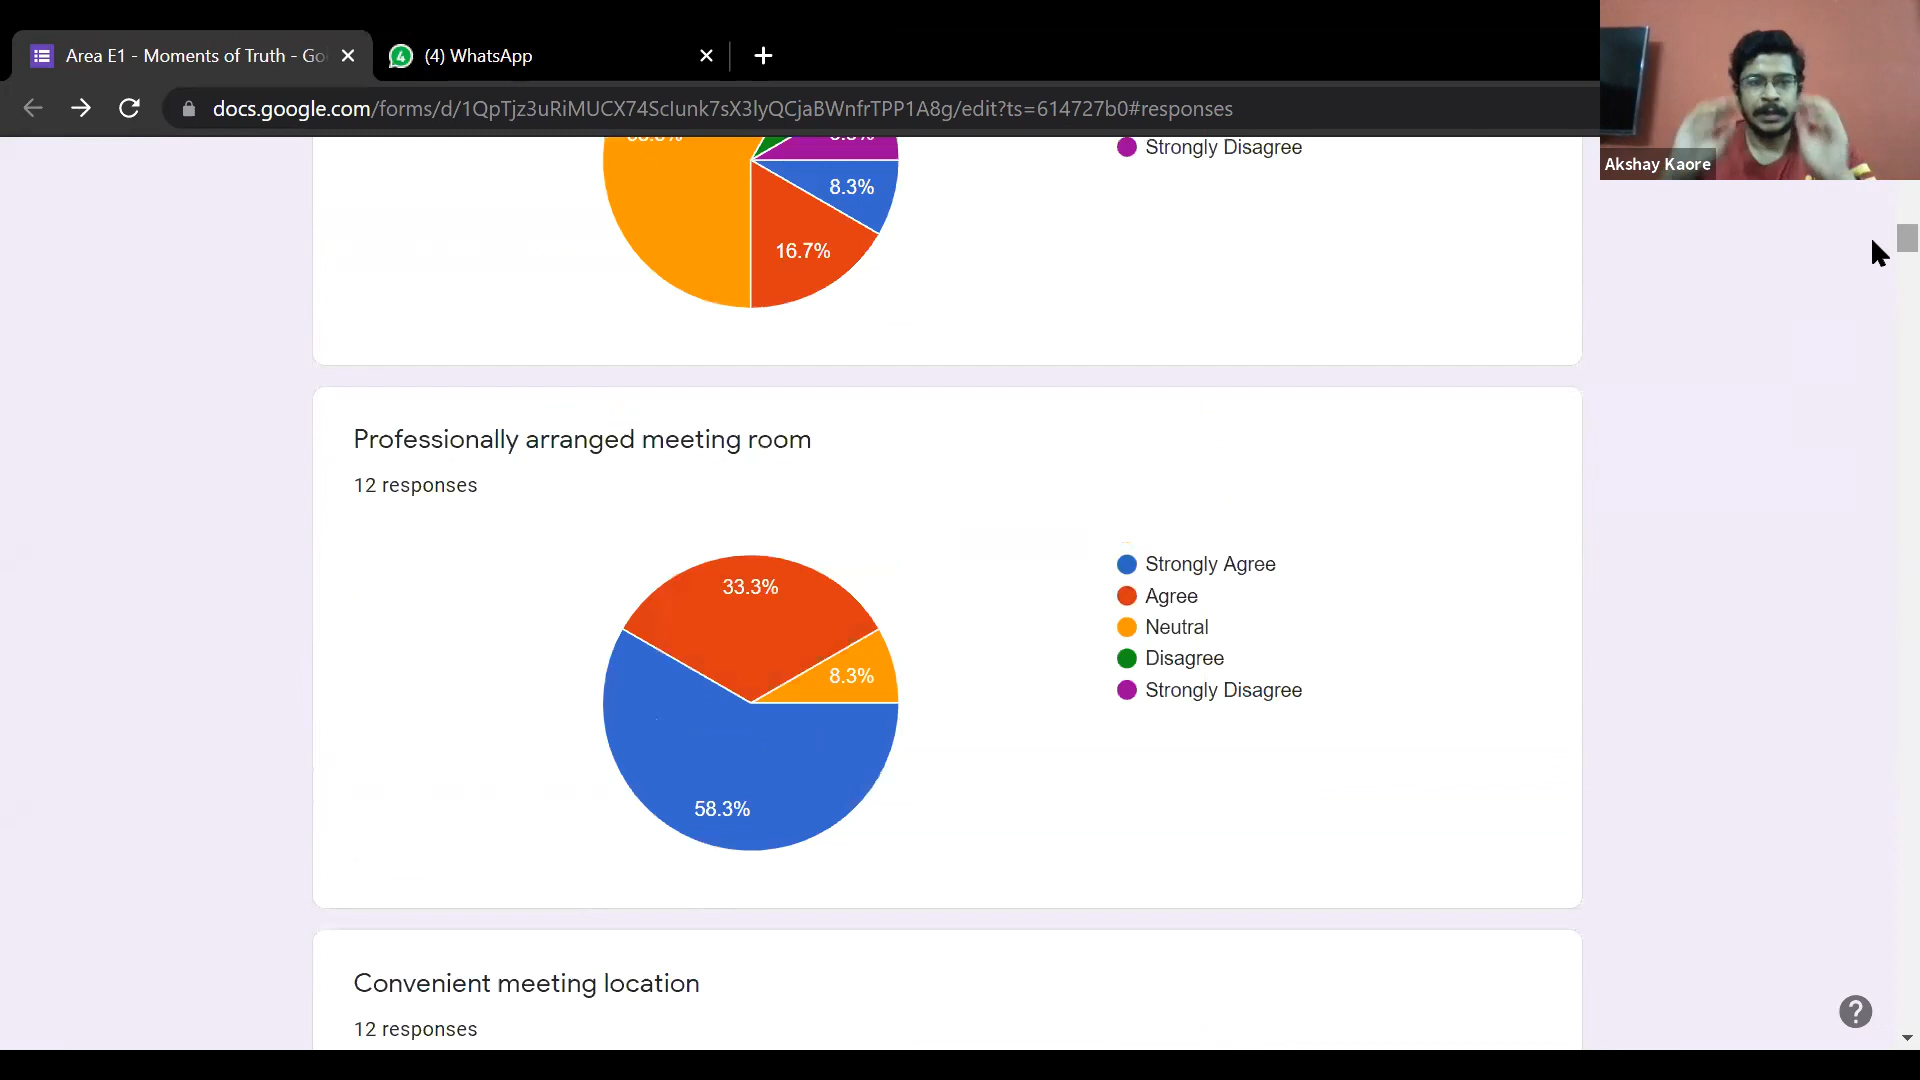 Area E1 - Moments of Truth - Go
(4) WhatsApp
docs.google.com/forms/d/1QpTjz3uRiMUCX74ScIunk7sX3lyQCjaBWnfrTPP1A8g/edit?ts=614727b0#responses
Akshay Kaore
Strongly Disagree
8.3%
16.7%
Professionally arranged meeting room
12 responses
33.3%
8.3%
58.3%
Strongly Agree
Agree
Neutral
Disagree
Strongly Disagree
Convenient meeting location
12 responses